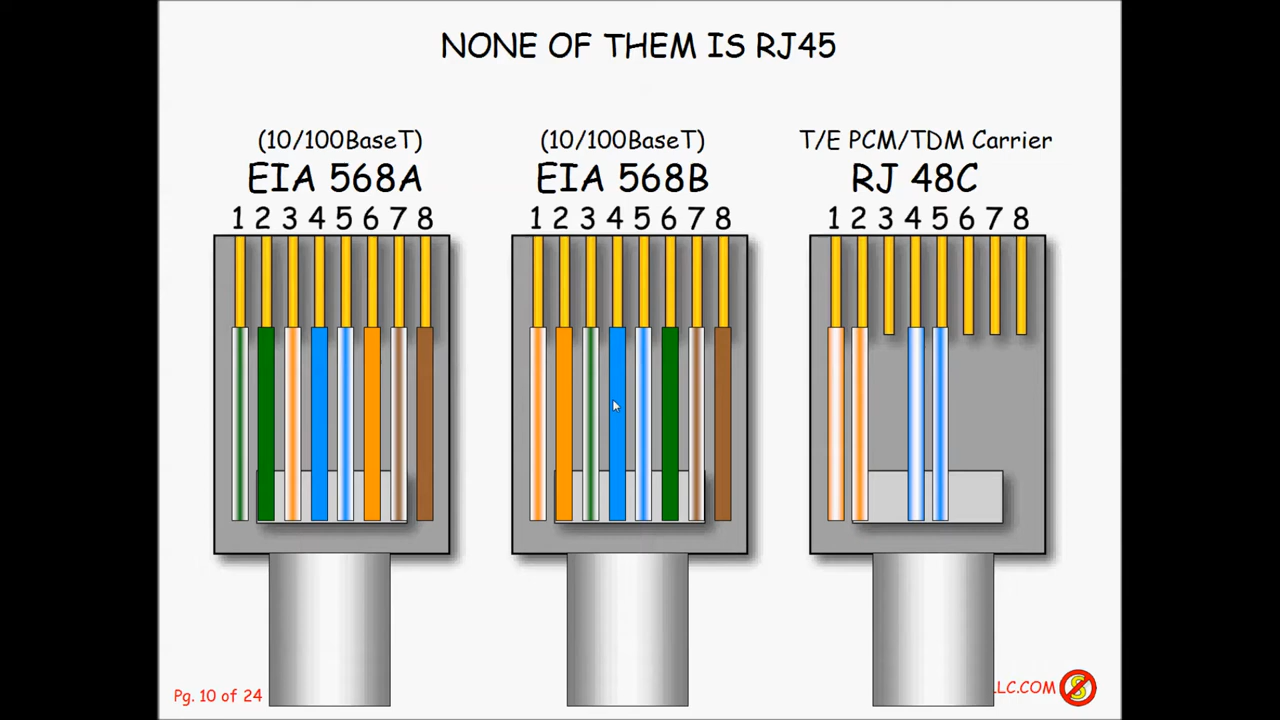 NONE OF THEM IS RJ45
(10/100BaseT)
EIA 568A
1 2 3 4 5 6 7 8
(10/100BaseT)
EIA 568B
1 2 3 4 5 6 7 8
T/E PCM/TDM Carrier
RJ 48C
1 2 3 4 5 6 7 8
Pg. 10 of 24
LLC.COM
S